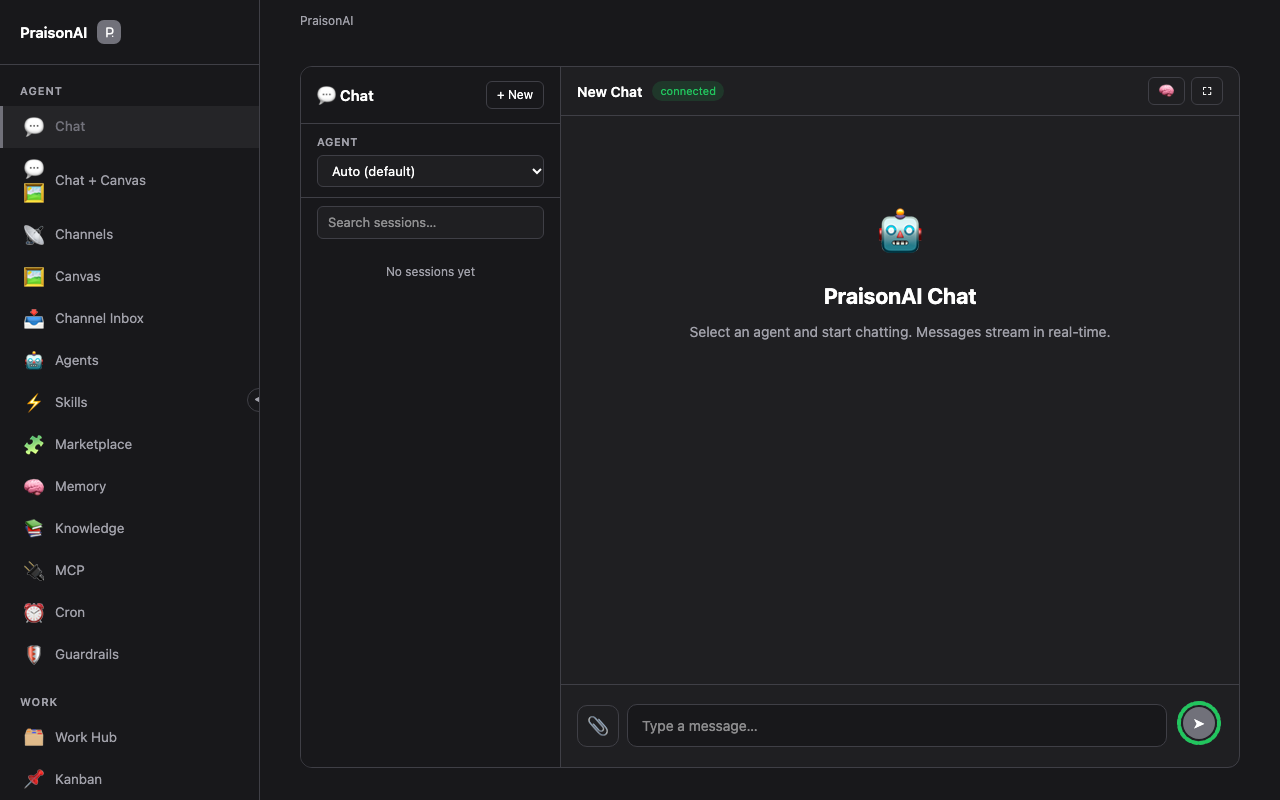 PraisonAI P
AGENT
Chat
Chat + Canvas
Channels
Canvas
Channel Inbox
Agents
Skills
Marketplace
Memory
Knowledge
MCP
Cron
Guardrails
WORK
Work Hub
Kanban
PraisonAI
Chat
+ New
AGENT
Auto (default)
Search sessions...
No sessions yet
New Chat connected
PraisonAI Chat
Select an agent and start chatting. Messages stream in real-time.
Type a message...